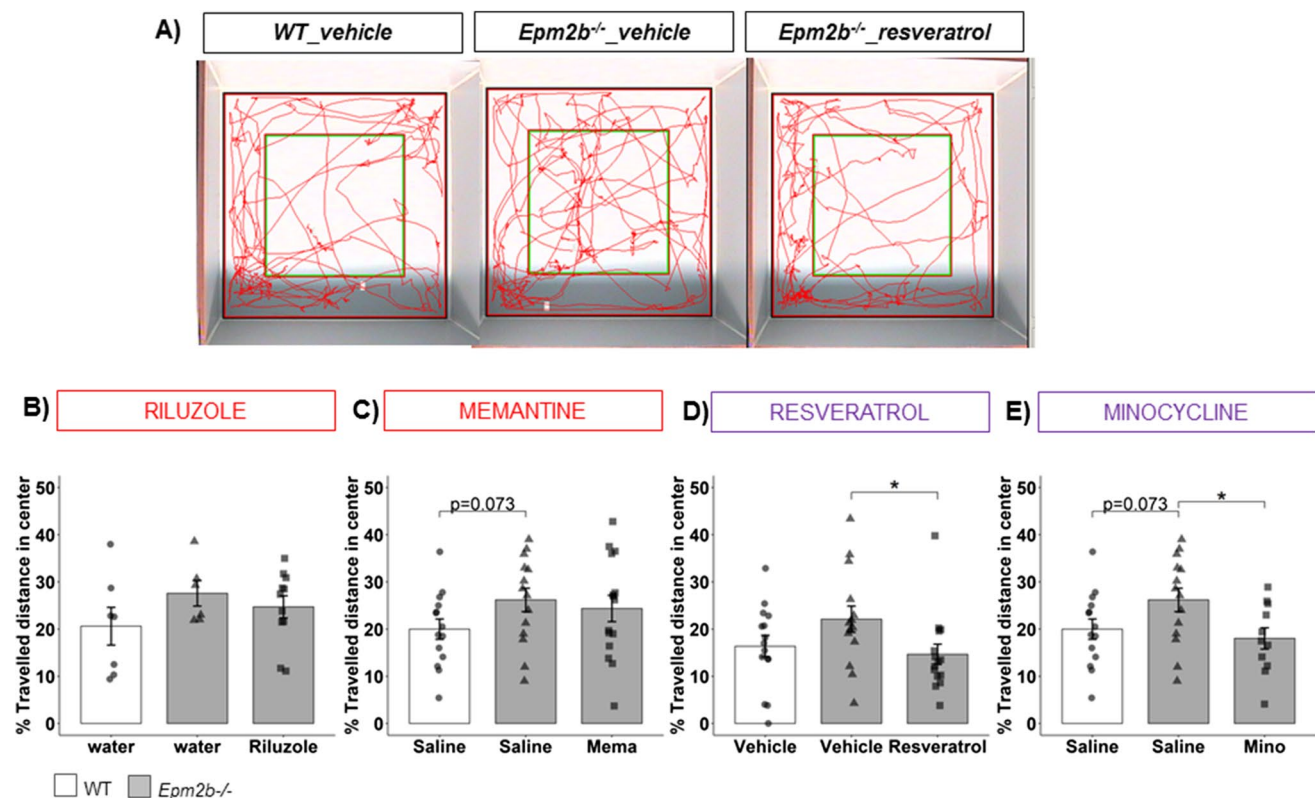 A)
WT_vehicle
Epm2b-/-_vehicle
Epm2b-/-_resveratrol
B)
RILUZOLE
% Travelled distance in center
50
40
30
20
10
0
water
water
Riluzole
C)
MEMANTINE
% Travelled distance in center
50
40
30
20
10
0
p=0.073
Saline
Saline
Mema
D)
RESVERATROL
% Travelled distance in center
50
40
30
20
10
0
*
Vehicle
Vehicle
Resveratrol
E)
MINOCYCLINE
% Travelled distance in center
50
40
30
20
10
0
p=0.073
*
Saline
Saline
Mino
WT
Epm2b-/-